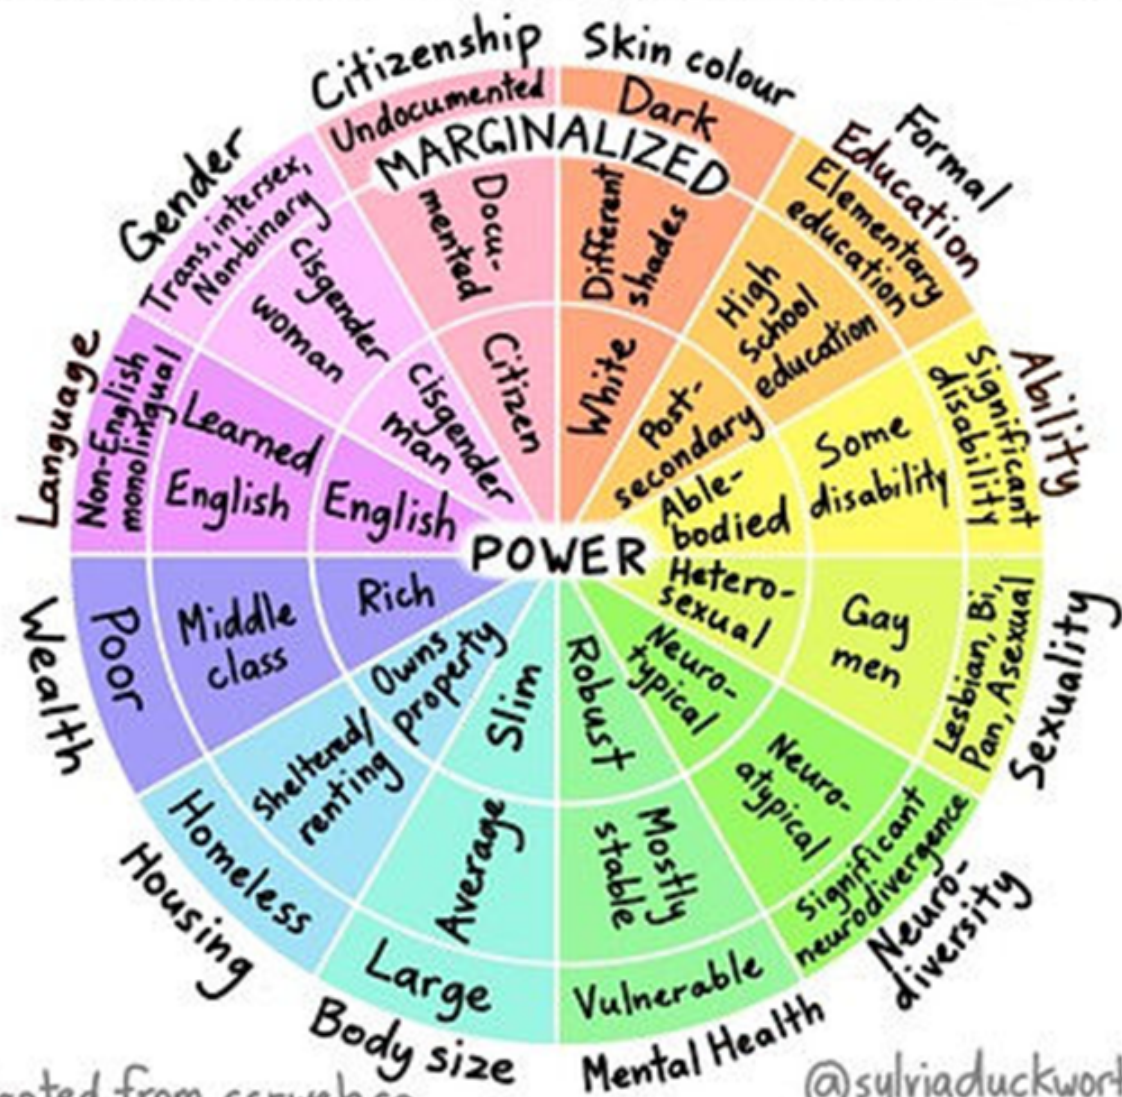 Citizenship
Undocumented
Docu-
mented
Citizen
Skin colour
Dark
Different
shades
White
Formal
Education
Elementary
education
High
school
education
Post-
secondary
Ability
Significant
disability
Some
disability
Able-
bodied
Sexuality
Lesbian, Bi,
Pan, Asexual
Gay
men
Hetero-
sexual
Neuro-
diversity
Significant
neurodivergence
Neuro-
atypical
Neuro-
typical
Mental Health
Vulnerable
Mostly
stable
Robust
Body size
Large
Average
Slim
Housing
Homeless
Sheltered/
renting
Owns
property
Wealth
Poor
Middle
class
Rich
Language
Non-English
monolingual
Learned
English
English
Gender
Trans, intersex,
Non-binary
Cisgender
woman
Cisgender
man
MARGINALIZED
POWER
from
@sylviaduckwort